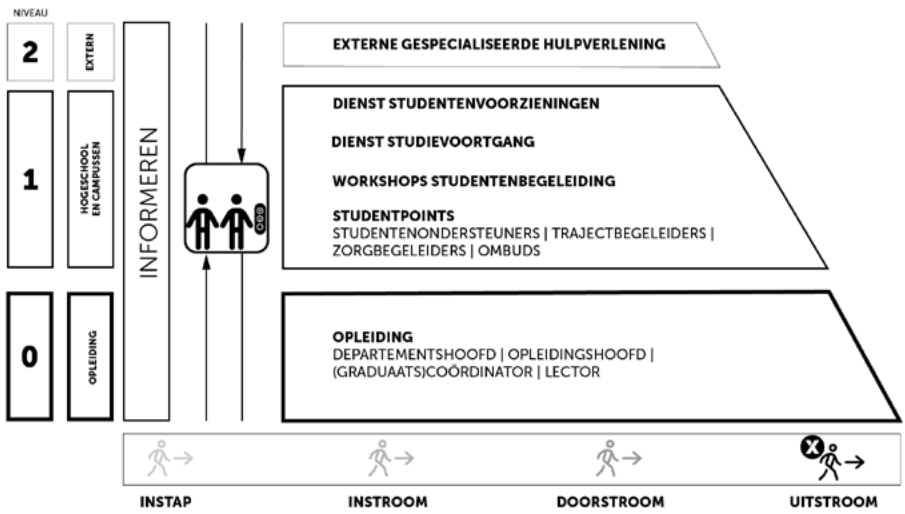 NIVEAU
2
EXTERN
EXTERNE GESPECIALISEERDE HULPVERLENING
1
HOGESCHOOL
EN CAMPUSSEN
INFORMEREN
DIENST STUDENTENVOORZIENINGEN
DIENST STUDIEVOORTGANG
WORKSHOPS STUDENTENBEGELEIDING
STUDENTPOINTS
STUDENTENONDERSTEUNERS | TRAJECTBEGELEIDERS |
ZORGBEGELEIDERS | OMBUDS
0
OPLEIDING
OPLEIDING
DEPARTEMENTSHOOFD | OPLEIDINGSHOOFD |
(GRADUAATS)COÖRDINATOR | LECTOR
X
INSTAP
INSTROOM
DOORSTROOM
UITSTROOM